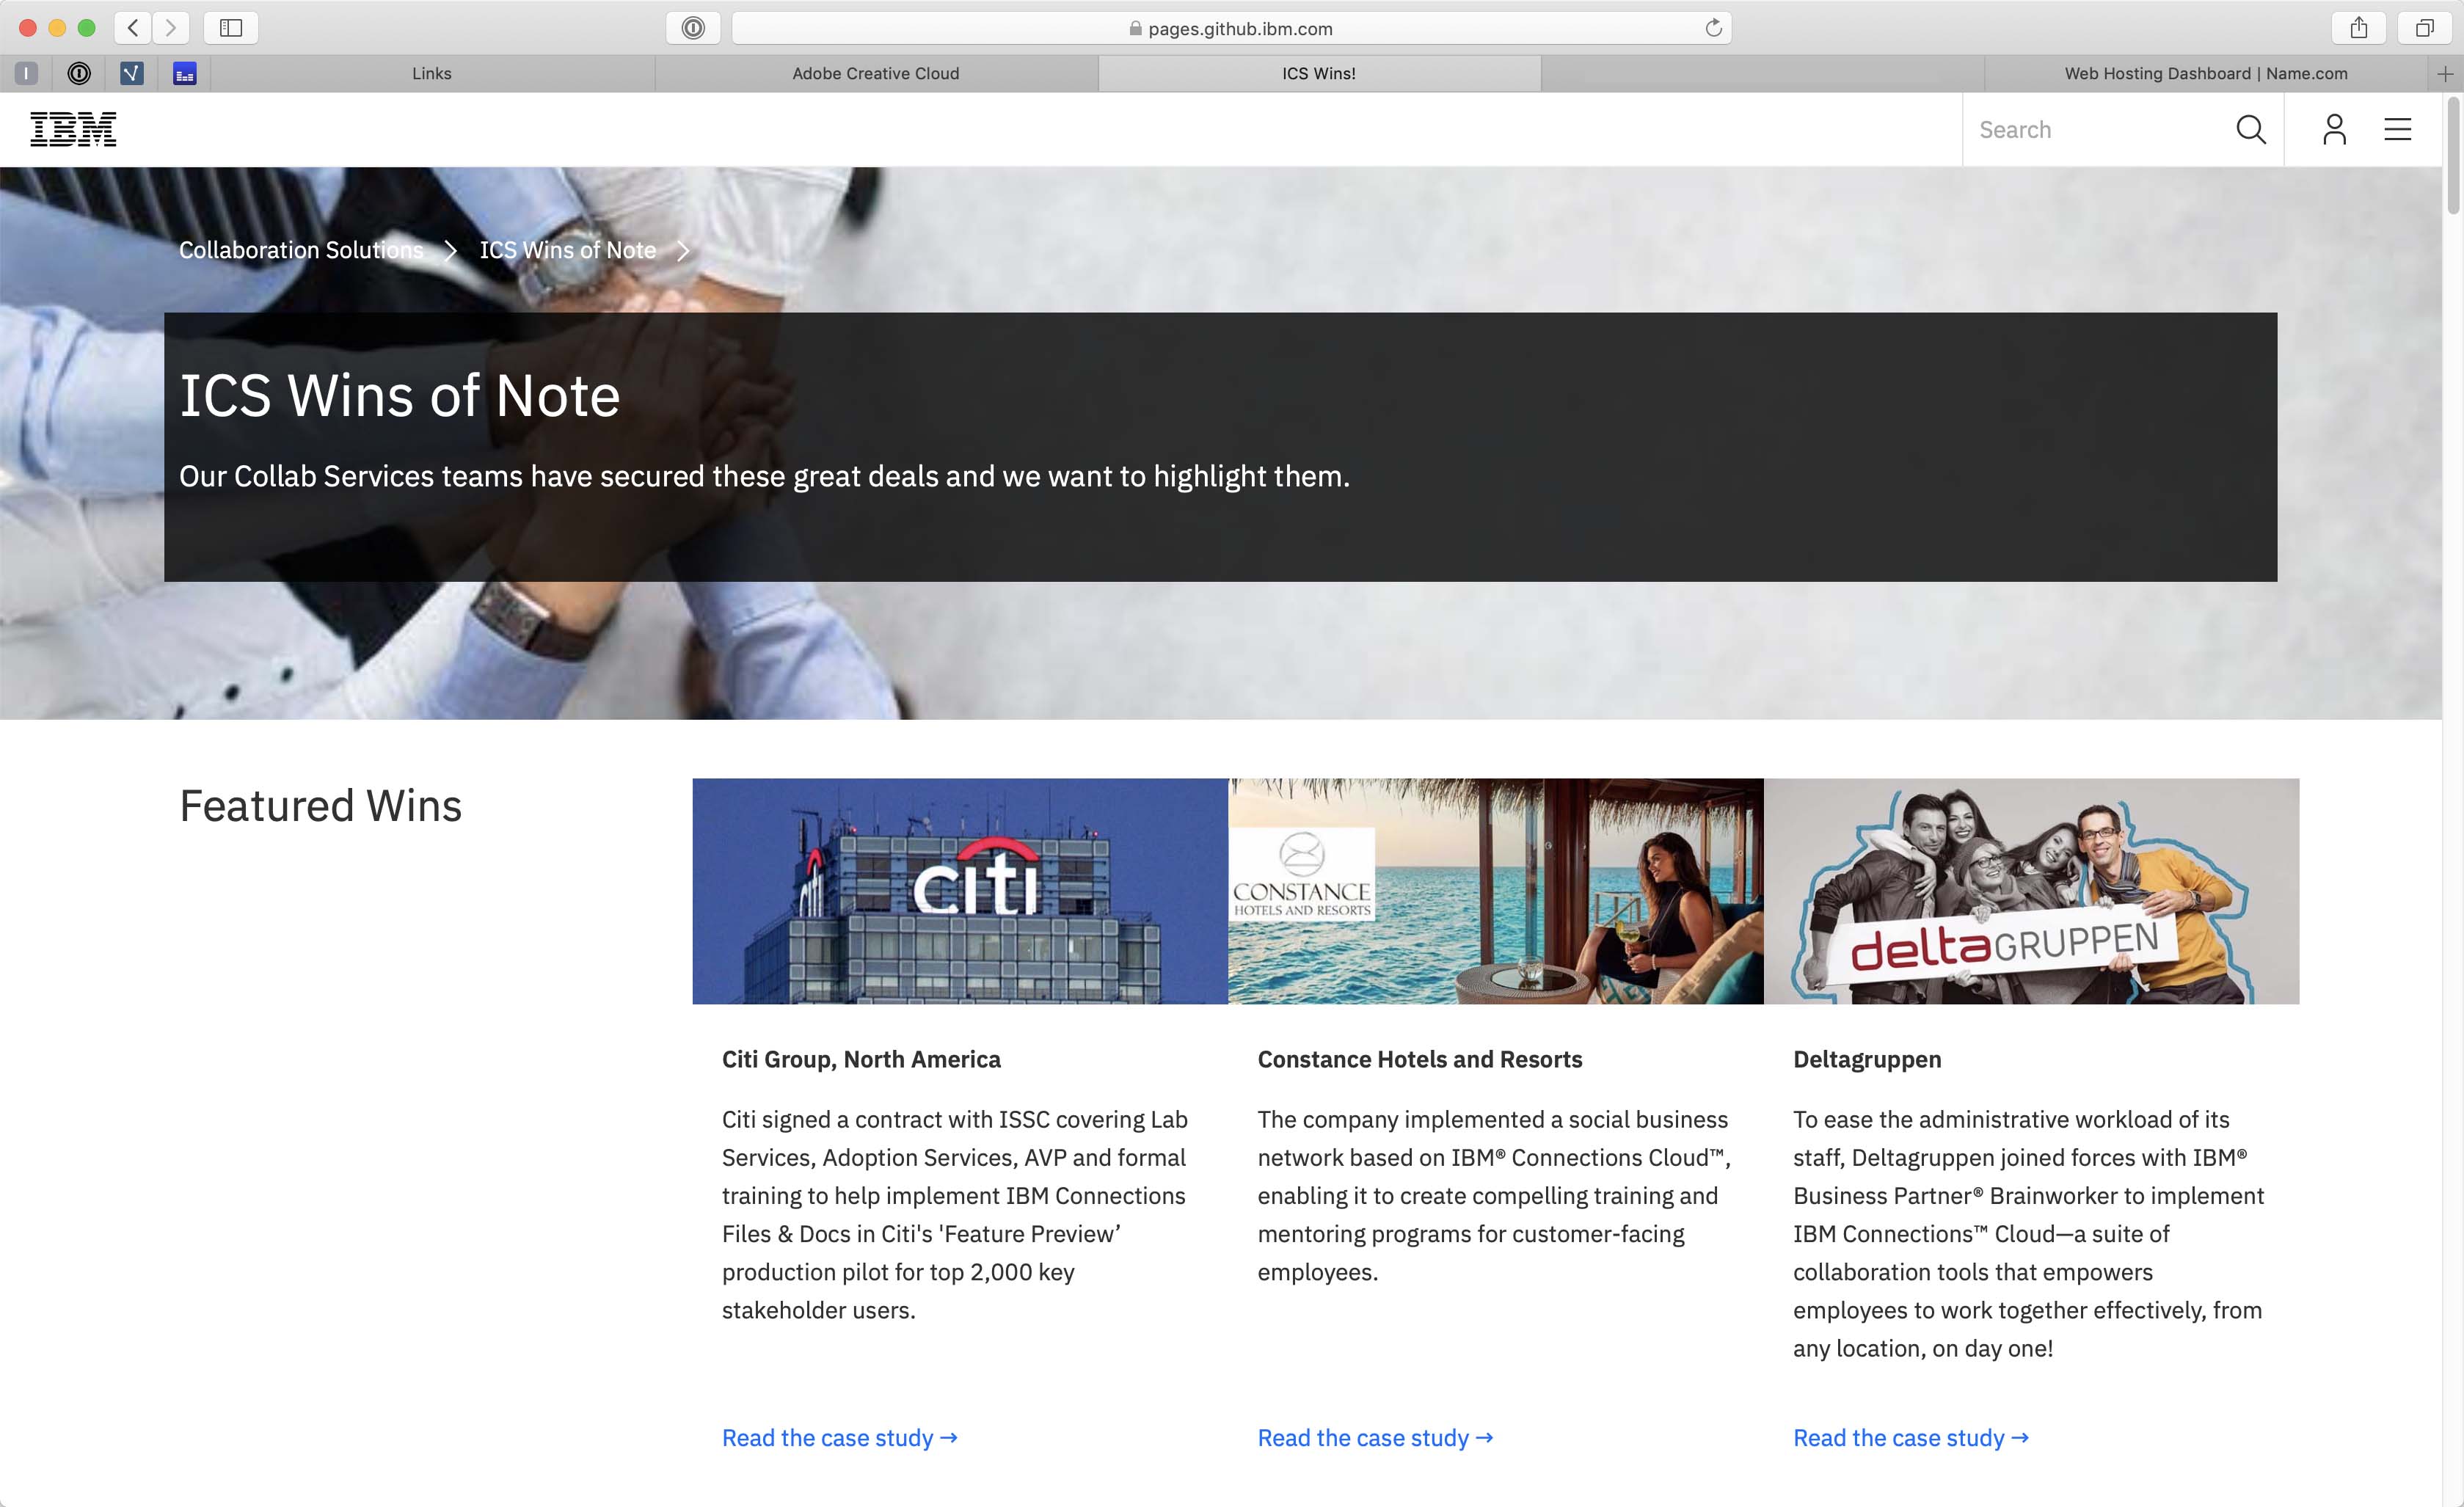 pages.github.ibm.com
Links
Adobe Creative Cloud
ICS Wins!
Web Hosting Dashboard | Name.com
IBM
Search
Collaboration Solutions
ICS Wins of Note
ICS Wins of Note
Our Collab Services teams have secured these great deals and we want to highlight them.
Featured Wins
citi
citi
CONSTANCE
HOTELS AND RESORTS
deltaGRUPPEN
Citi Group, North America
Citi signed a contract with ISSC covering Lab
Services, Adoption Services, AVP and formal
training to help implement IBM Connections
Files & Docs in Citi's 'Feature Preview’
production pilot for top 2,000 key
stakeholder users.
Read the case study →
Constance Hotels and Resorts
The company implemented a social business
network based on IBM® Connections Cloud™,
enabling it to create compelling training and
mentoring programs for customer-facing
employees.
Read the case study →
Deltagruppen
To ease the administrative workload of its
staff, Deltagruppen joined forces with IBM®
Business Partner® Brainworker to implement
IBM Connections™ Cloud—a suite of
collaboration tools that empowers
employees to work together effectively, from
any location, on day one!
Read the case study →